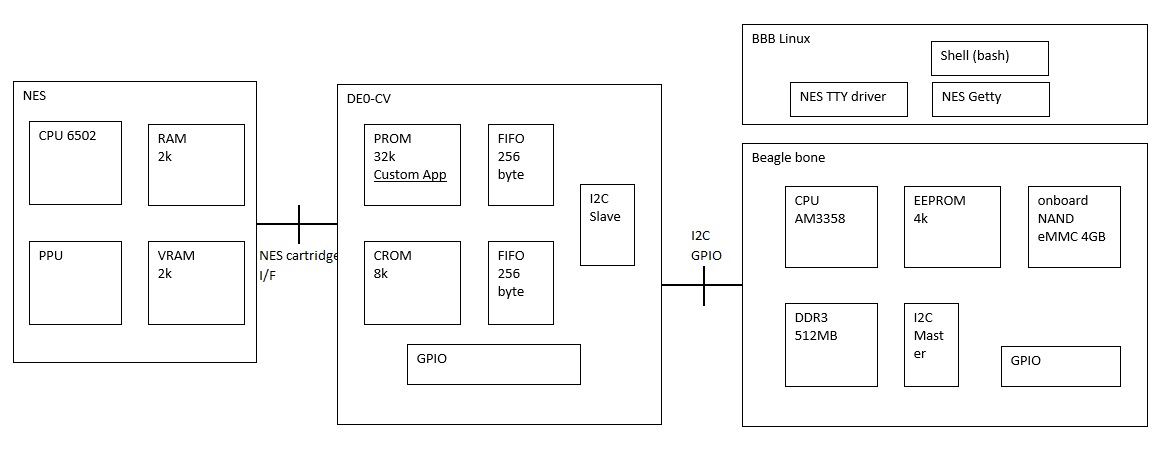 NES
CPU 6502
RAM
2k
PPU
VRAM
2k
NES cartridge
I/F
DE0-CV
PROM
32k
Custom App
FIFO
256
byte
I2C
Slave
CROM
8k
FIFO
256
byte
GPIO
I2C
GPIO
BBB Linux
Shell (bash)
NES TTY driver
NES Getty
Beagle bone
CPU
AM3358
EEPROM
4k
onboard
NAND
eMMC 4GB
DDR3
512MB
I2C
Mast
er
GPIO